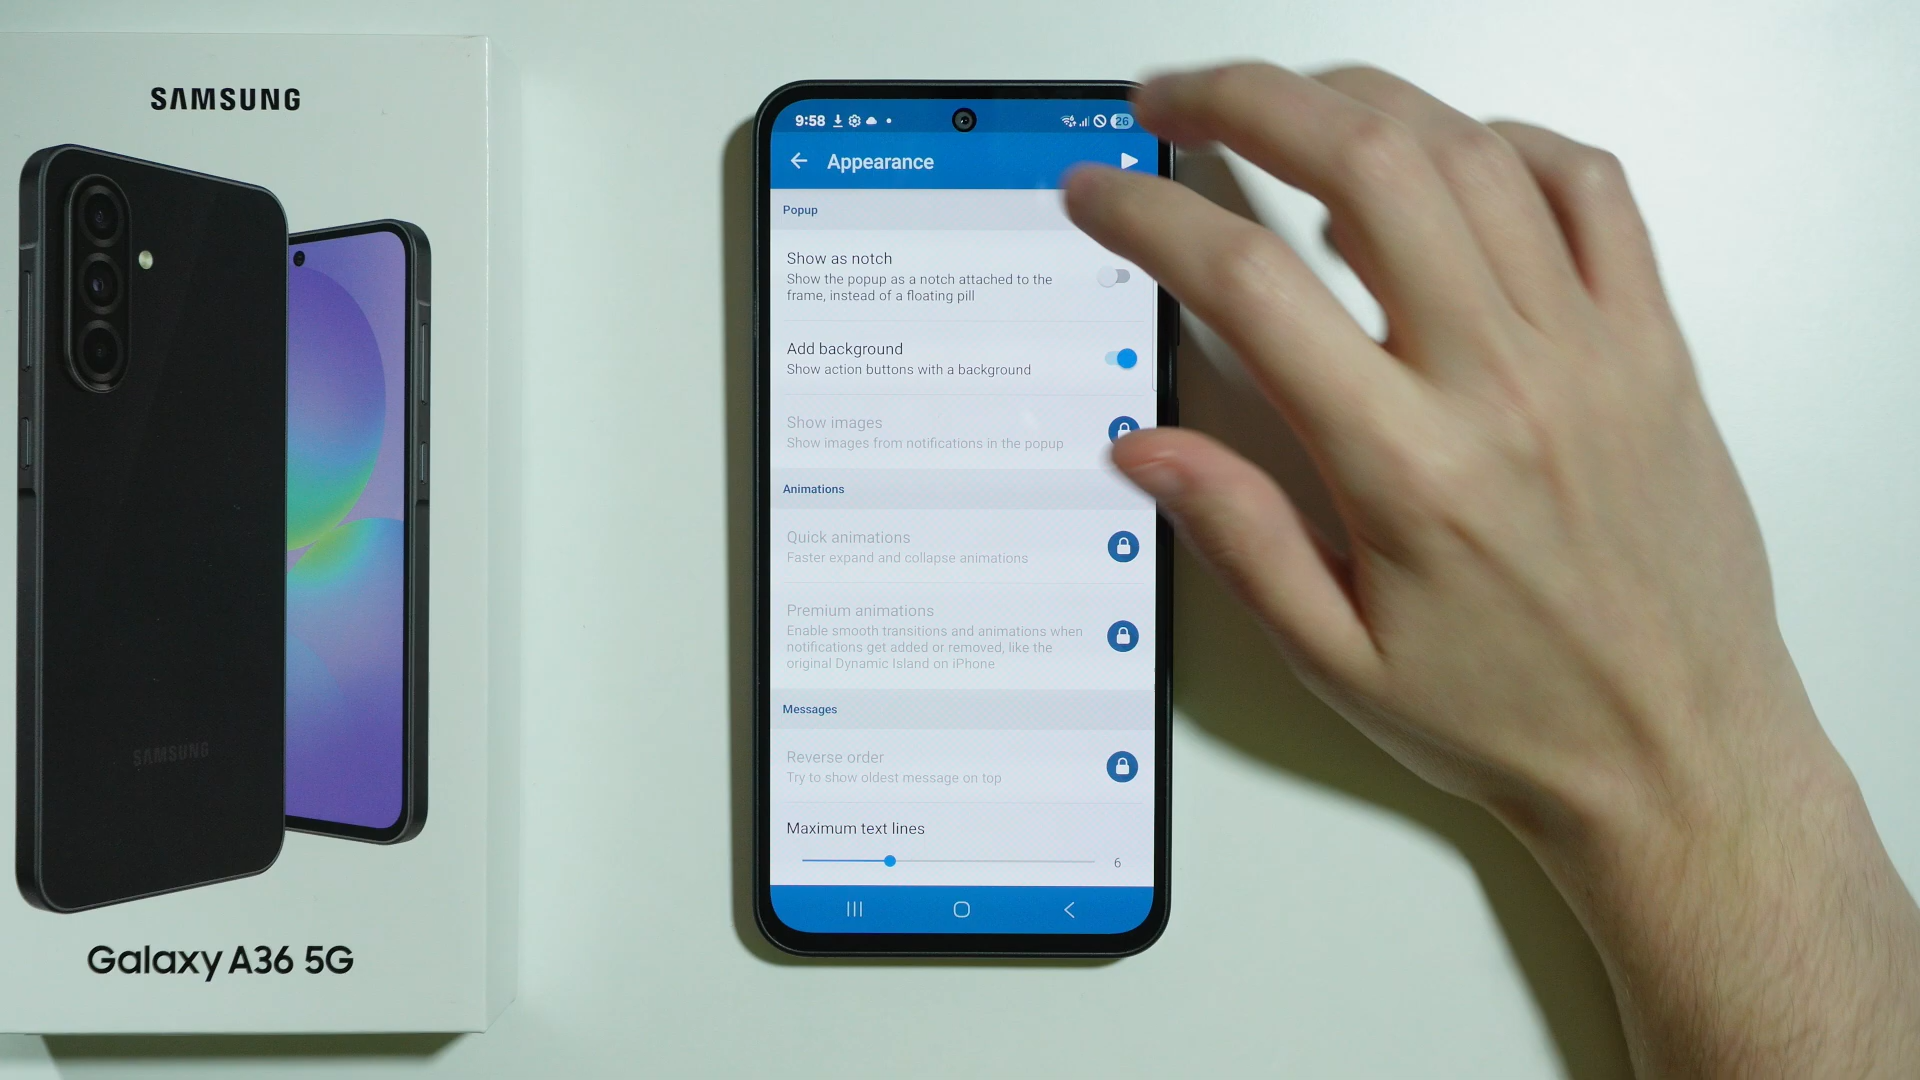 SAMSUNG
SAMSUNG
Galaxy A36 5G
9:58
26
Appearance
Popup
Show as notch
Show the popup as a notch attached to the
frame, instead of a floating pill
Add background
Show action buttons with a background
Show images
Show images from notifications in the popup
Animations
Quick animations
Faster expand and collapse animations
Premium animations
Enable smooth transitions and animations when
notifications get added or removed, like the
original Dynamic Island on iPhone
Messages
Reverse order
Try to show oldest message on top
Maximum text lines
6